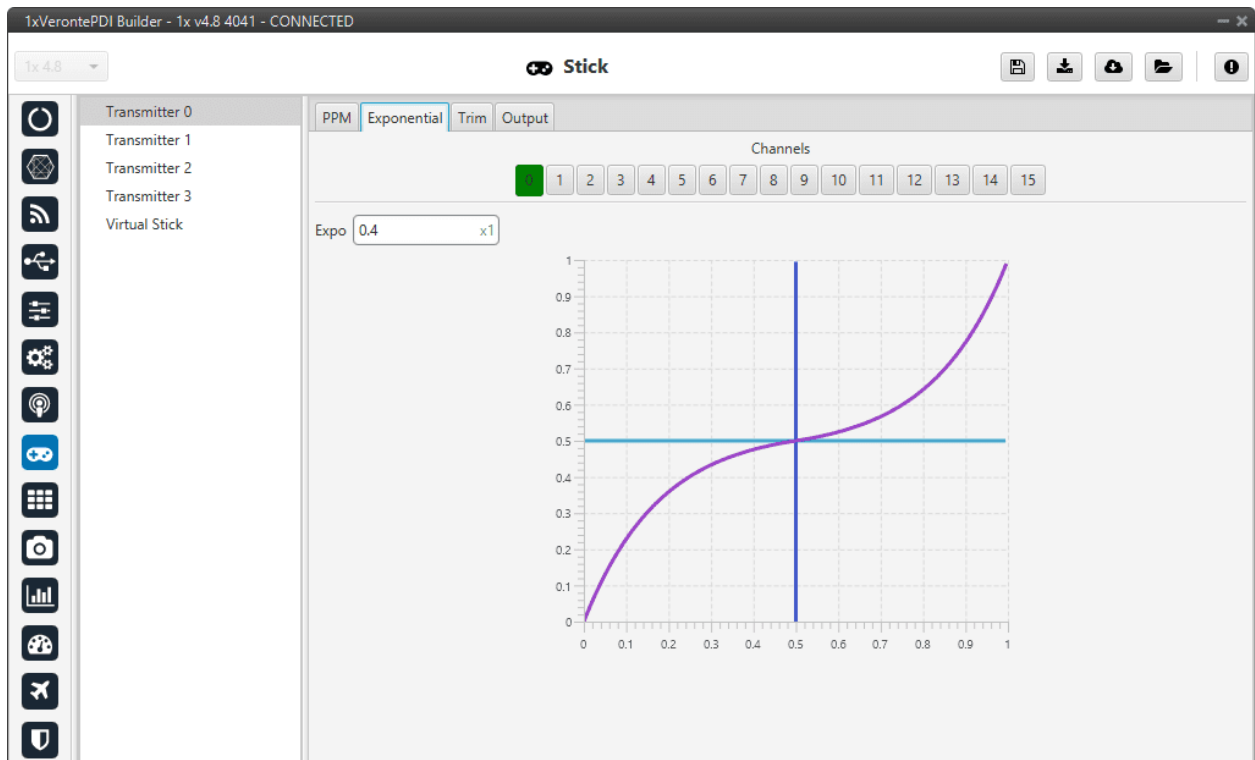 1xVerontePDI Builder - 1x v4.8 4041 - CONNECTED
1x 4.8
Stick
Transmitter 0
Transmitter 1
Transmitter 2
Transmitter 3
Virtual Stick
PPM Exponential Trim Output
Channels
0 1 2 3 4 5 6 7 8 9 10 11 12 13 14 15
Expo 0.4 x1
1
0.9
0.8
0.7
0.6
0.5
0.4
0.3
0.2
0.1
0
0 0.1 0.2 0.3 0.4 0.5 0.6 0.7 0.8 0.9 1